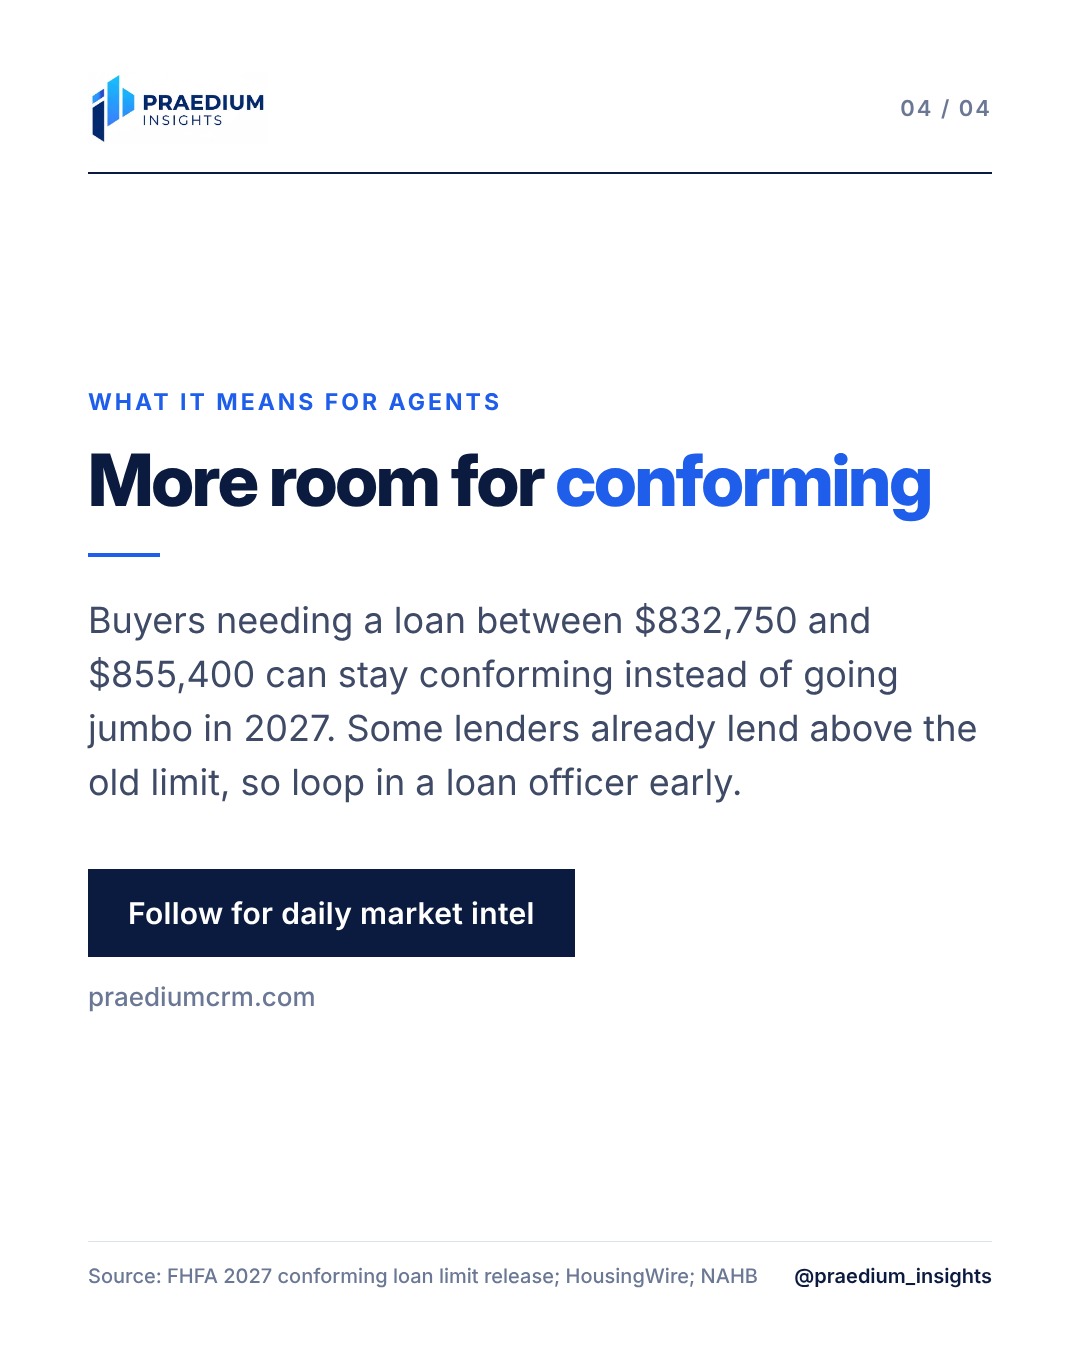 PRAEDIUM
INSIGHTS
04 / 04
WHAT IT MEANS FOR AGENTS
More room for conforming
Buyers needing a loan between $832,750 and
$855,400 can stay conforming instead of going
jumbo in 2027. Some lenders already lend above the
old limit, so loop in a loan officer early.
Follow for daily market intel
praediumcrm.com
Source: FHFA 2027 conforming loan limit release; HousingWire; NAHB
@praedium_insights